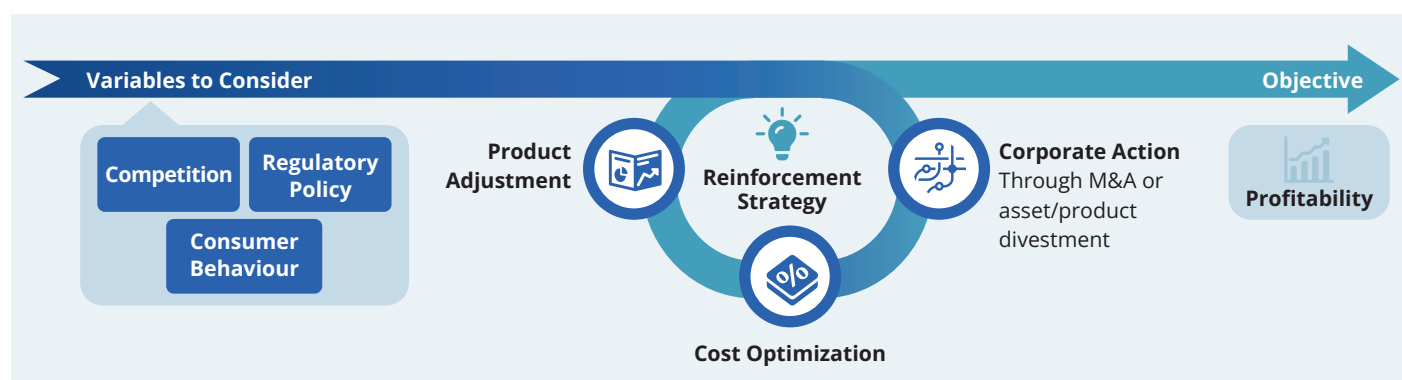 Variables to Consider
Objective
Competition
Regulatory
Policy
Consumer
Behaviour
Product
Adjustment
Reinforcement
Strategy
%
Cost Optimization
Corporate Action
Through M&A or
asset/product
divestment
Profitability